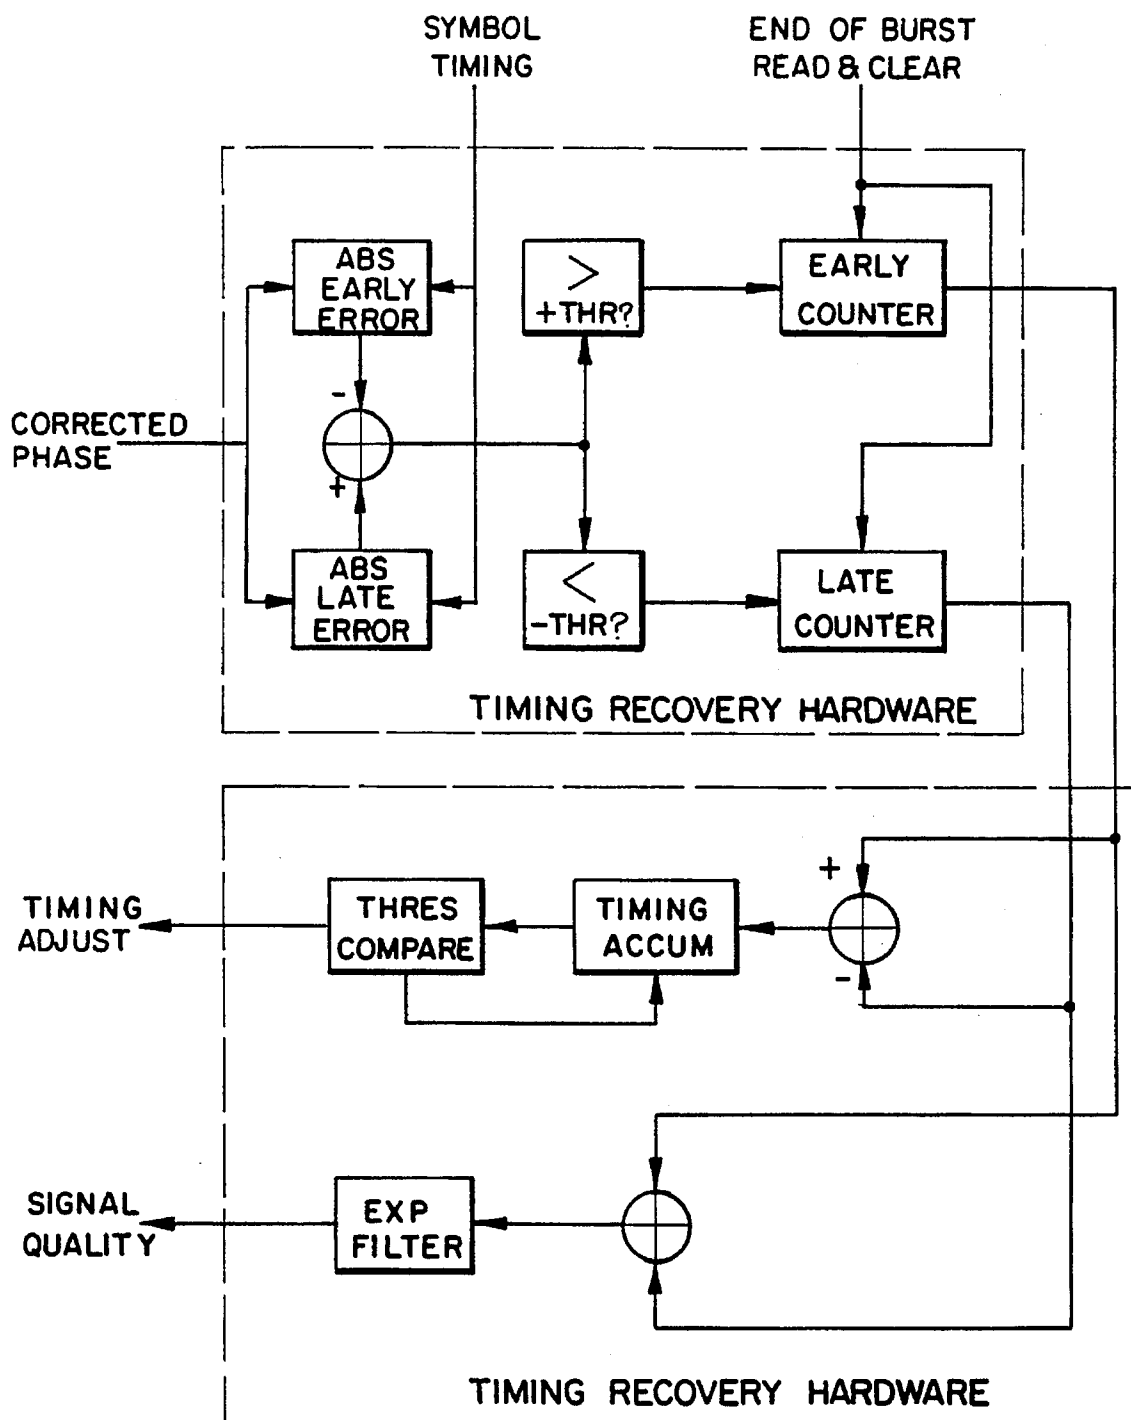 SYMBOL
TIMING
END OF BURST
READ & CLEAR
ABS
EARLY
ERROR
>
+THR?
EARLY
COUNTER
-
CORRECTED
PHASE
+
ABS
LATE
ERROR
<
-THR?
LATE
COUNTER
TIMING RECOVERY HARDWARE
+
TIMING
ADJUST
THRES
COMPARE
TIMING
ACCUM
-
SIGNAL
QUALITY
EXP
FILTER
TIMING RECOVERY HARDWARE